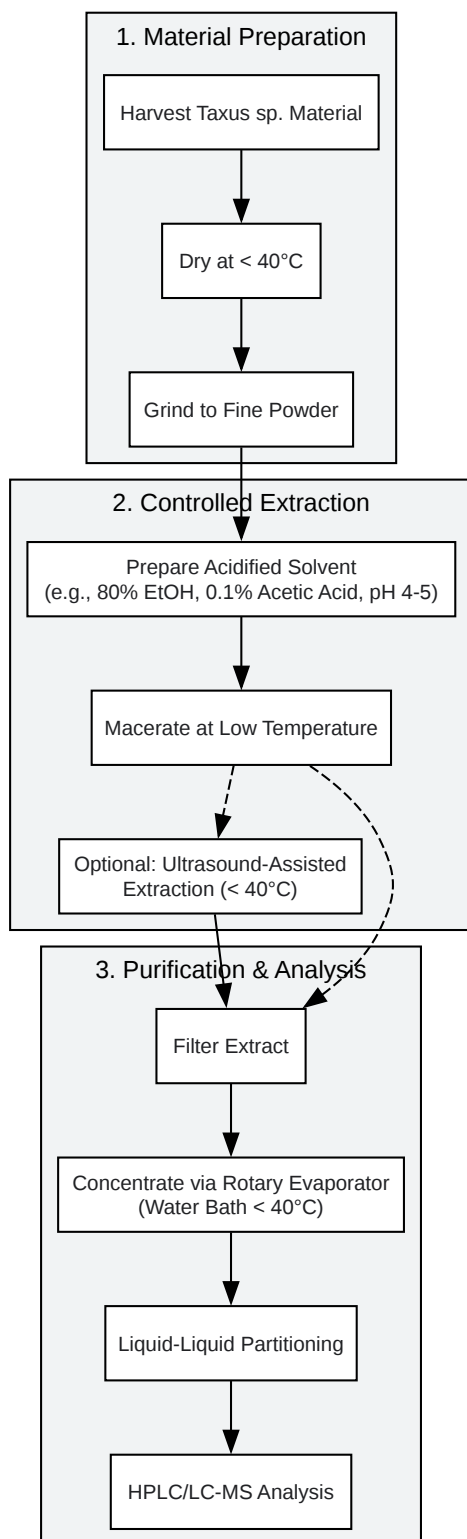 1. Material Preparation
Harvest Taxus sp. Material
Dry at < 40°C
Grind to Fine Powder
2. Controlled Extraction
Prepare Acidified Solvent
(e.g., 80% EtOH, 0.1% Acetic Acid, pH 4-5)
Macerate at Low Temperature
Optional: Ultrasound-Assisted
Extraction (< 40°C)
3. Purification & Analysis
Filter Extract
Concentrate via Rotary Evaporator
(Water Bath < 40°C)
Liquid-Liquid Partitioning
HPLC/LC-MS Analysis